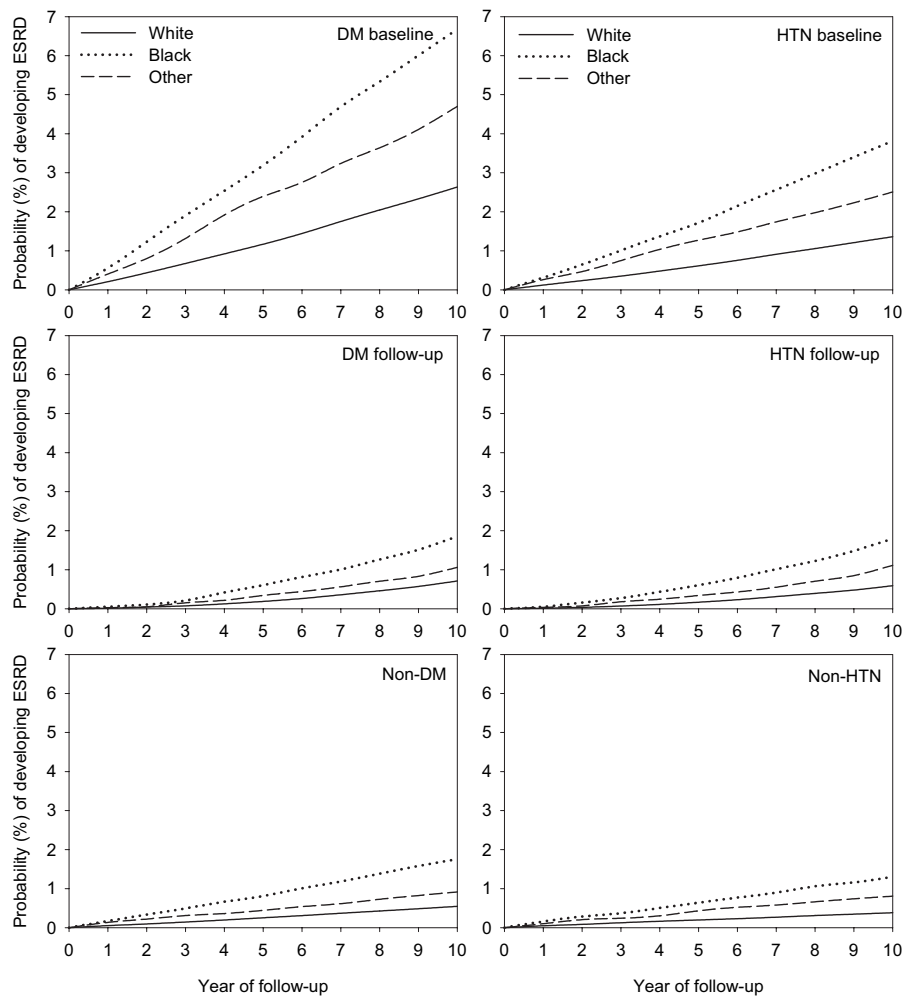 Probability (%) of developing ESRD
7
6
5
4
3
2
1
0
White
Black
Other
DM baseline
0 1 2 3 4 5 6 7 8 9 10
7
6
5
4
3
2
1
0
White
Black
Other
HTN baseline
0 1 2 3 4 5 6 7 8 9 10
Probability (%) of developing ESRD
7
6
5
4
3
2
1
0
DM follow-up
0 1 2 3 4 5 6 7 8 9 10
7
6
5
4
3
2
1
0
HTN follow-up
0 1 2 3 4 5 6 7 8 9 10
Probability (%) of developing ESRD
7
6
5
4
3
2
1
0
Non-DM
0 1 2 3 4 5 6 7 8 9 10
Year of follow-up
7
6
5
4
3
2
1
0
Non-HTN
0 1 2 3 4 5 6 7 8 9 10
Year of follow-up